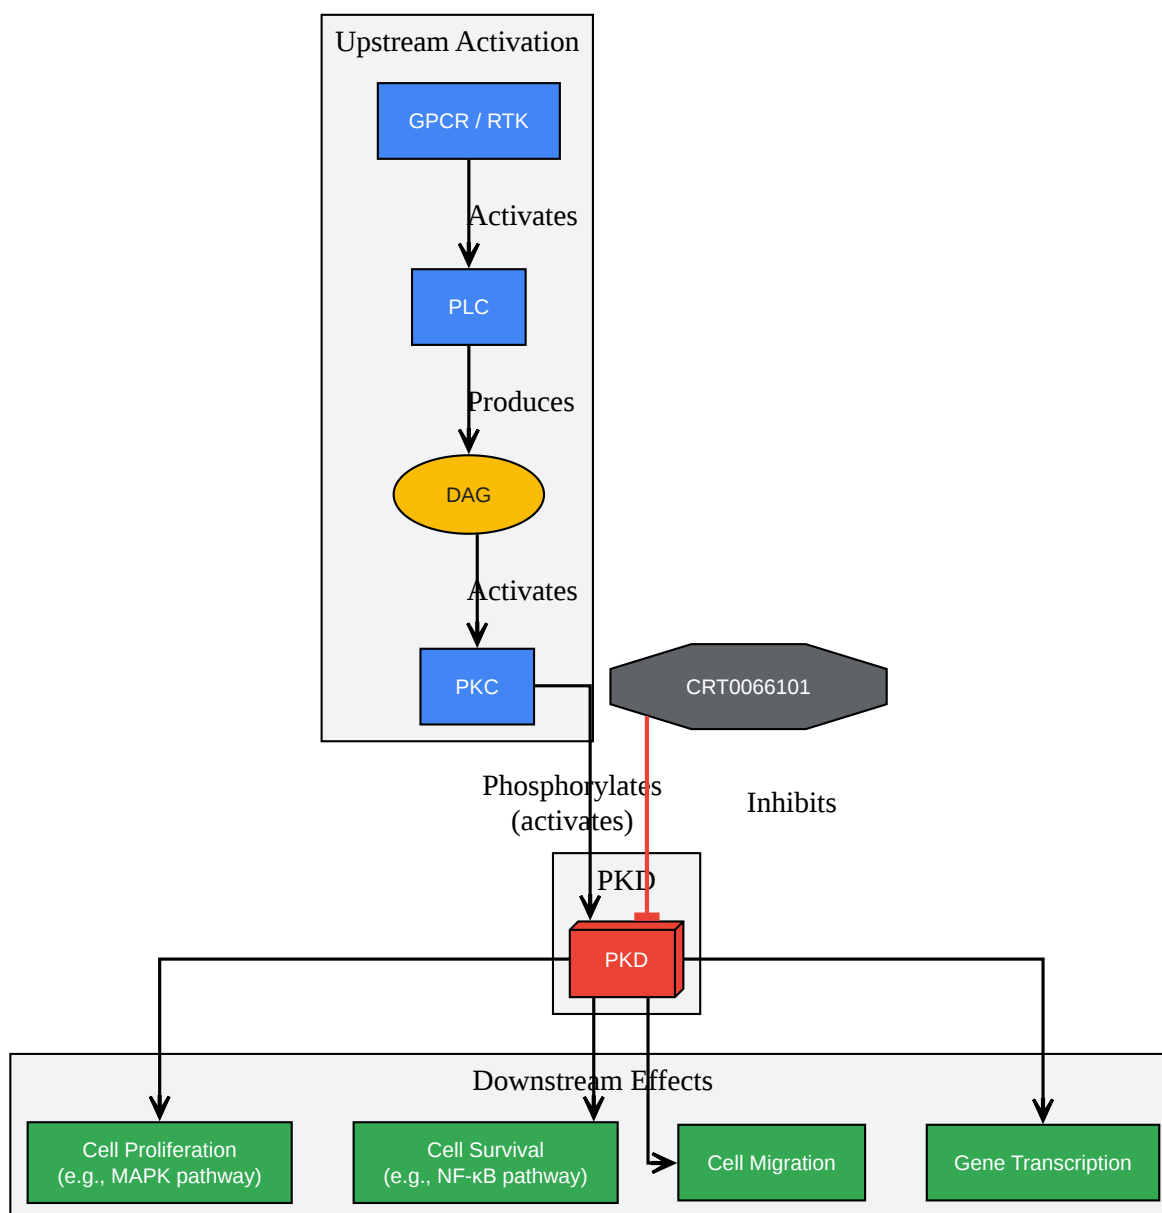 Upstream Activation
GPCR / RTK
Activates
PLC
Produces
DAG
Activates
PKC
CRT0066101
Phosphorylates
(activates)
Inhibits
PKD
PKD
Downstream Effects
Cell Proliferation
(e.g., MAPK pathway)
Cell Survival
(e.g., NF-κB pathway)
Cell Migration
Gene Transcription